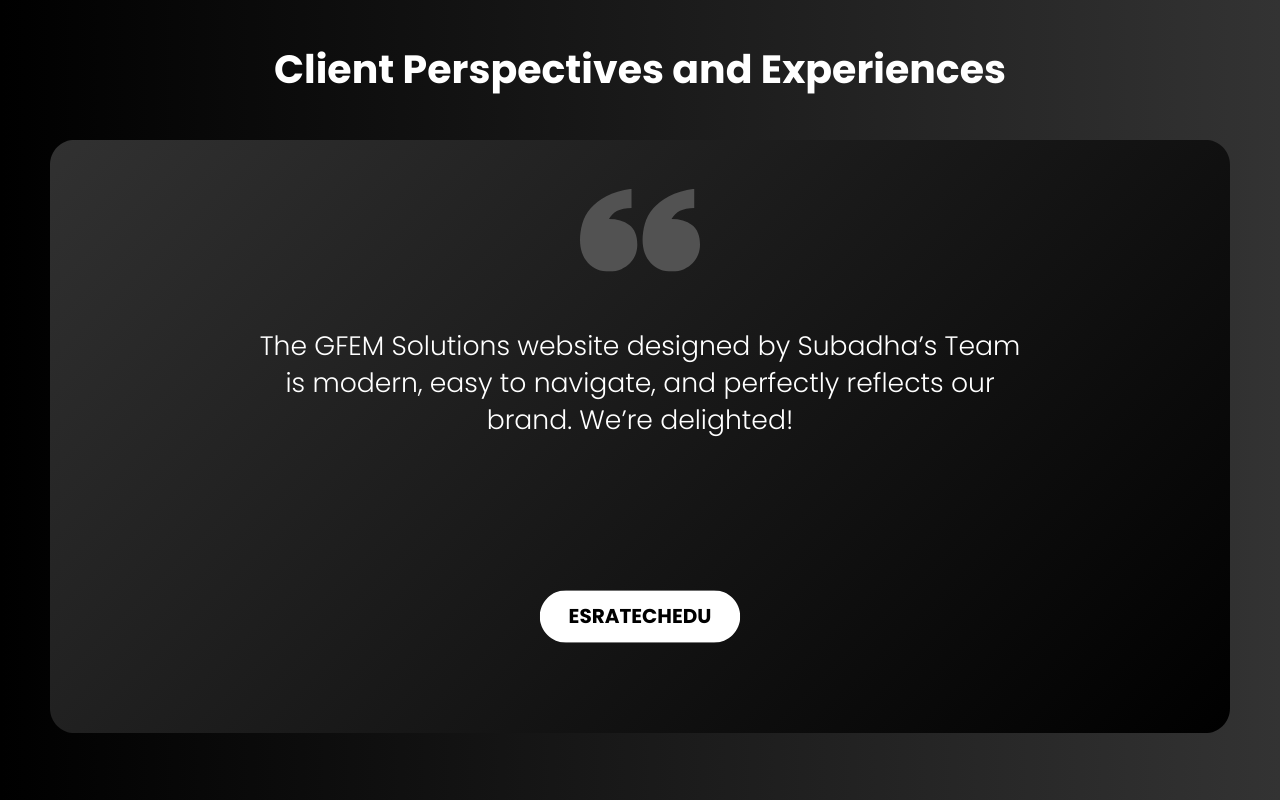 Client Perspectives and Experiences
The GFEM Solutions website designed by Subadha’s Team
is modern, easy to navigate, and perfectly reflects our
brand. We’re delighted!
ESRATECHEDU